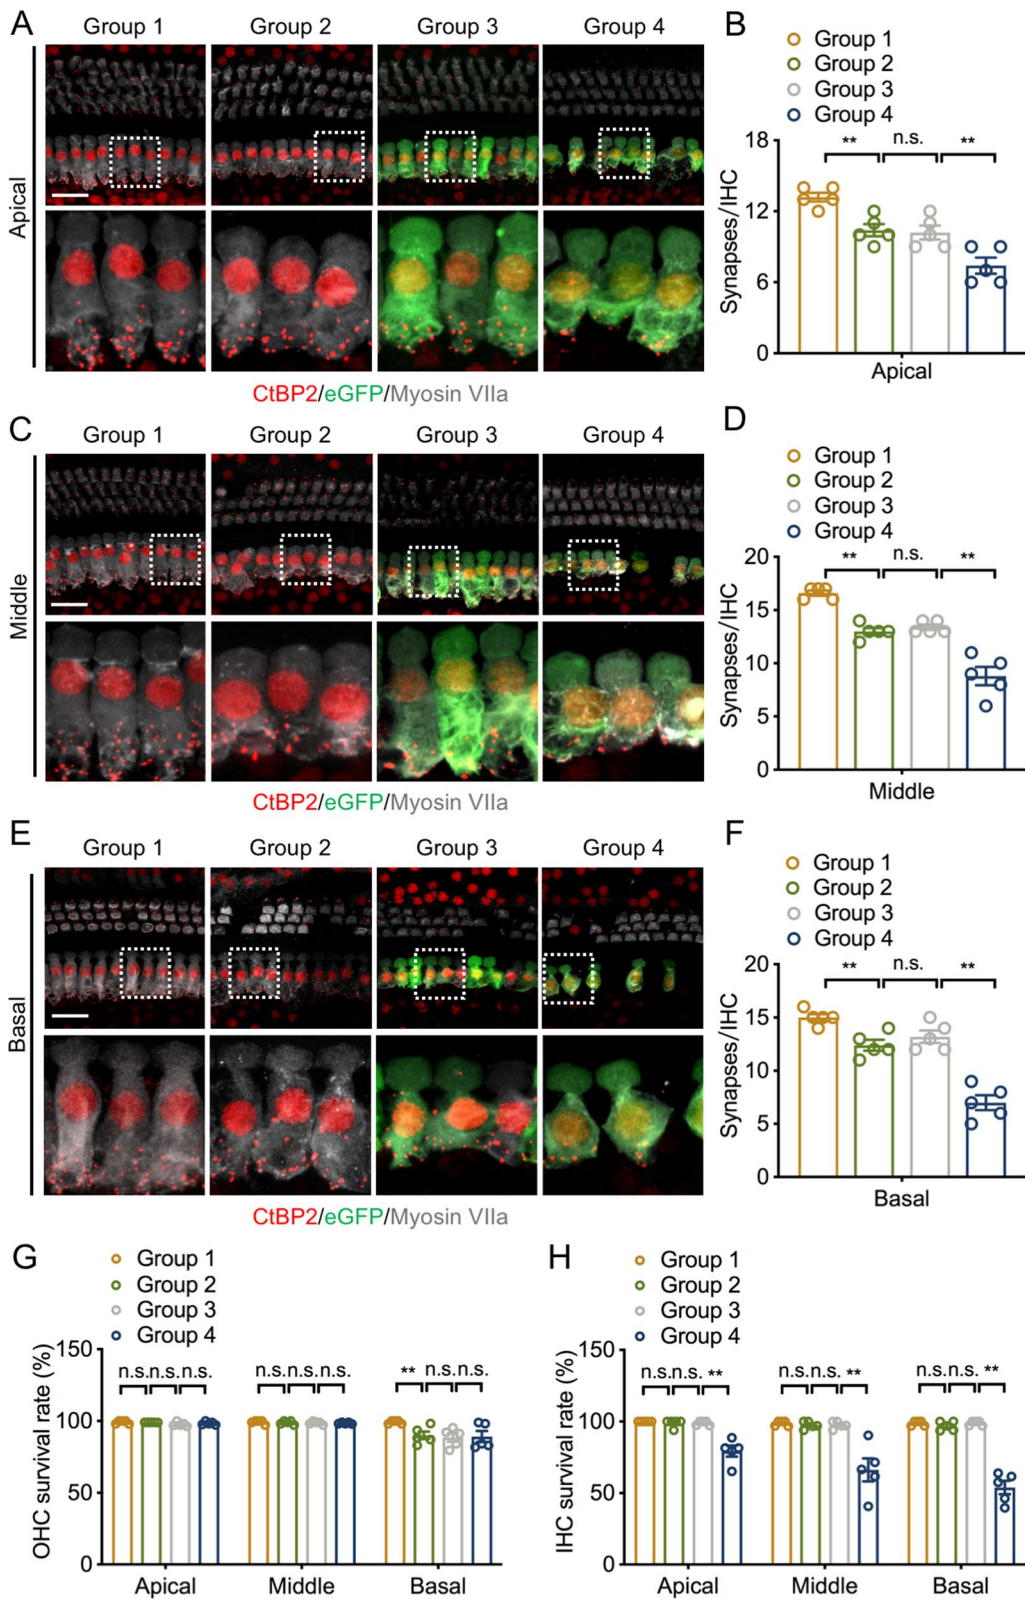 A
Group 1 Group 2 Group 3 Group 4
Apical
CtBP2/eGFP/Myosin VIIa
B
Group 1
Group 2
Group 3
Group 4
Synapses/IHC
18
12
6
0
** n.s. **
Apical
C
Group 1 Group 2 Group 3 Group 4
Middle
CtBP2/eGFP/Myosin VIIa
D
Group 1
Group 2
Group 3
Group 4
Synapses/IHC
20
15
10
5
0
** n.s. **
Middle
E
Group 1 Group 2 Group 3 Group 4
Basal
CtBP2/eGFP/Myosin VIIa
F
Group 1
Group 2
Group 3
Group 4
Synapses/IHC
20
15
10
5
0
** n.s. **
Basal
G
Group 1
Group 2
Group 3
Group 4
OHC survival rate (%)
150
100
50
0
n.s. n.s. n.s. n.s. n.s. n.s. ** n.s. n.s.
Apical Middle Basal
H
Group 1
Group 2
Group 3
Group 4
IHC survival rate (%)
150
100
50
0
n.s. n.s. ** n.s. n.s. ** n.s. n.s. **
Apical Middle Basal